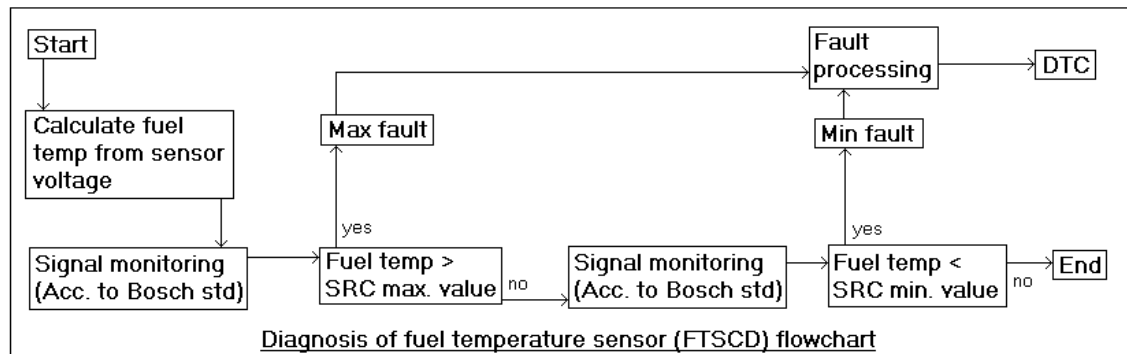 Start
Calculate fuel
temp from sensor
voltage
Signal monitoring
(Acc. to Bosch std)
Fuel temp >
SRC max. value
yes
Max fault
no
Signal monitoring
(Acc. to Bosch std)
Fuel temp <
SRC min. value
yes
Min fault
Fault
processing
DTC
no
End
Diagnosis of fuel temperature sensor (FTSCD) flowchart